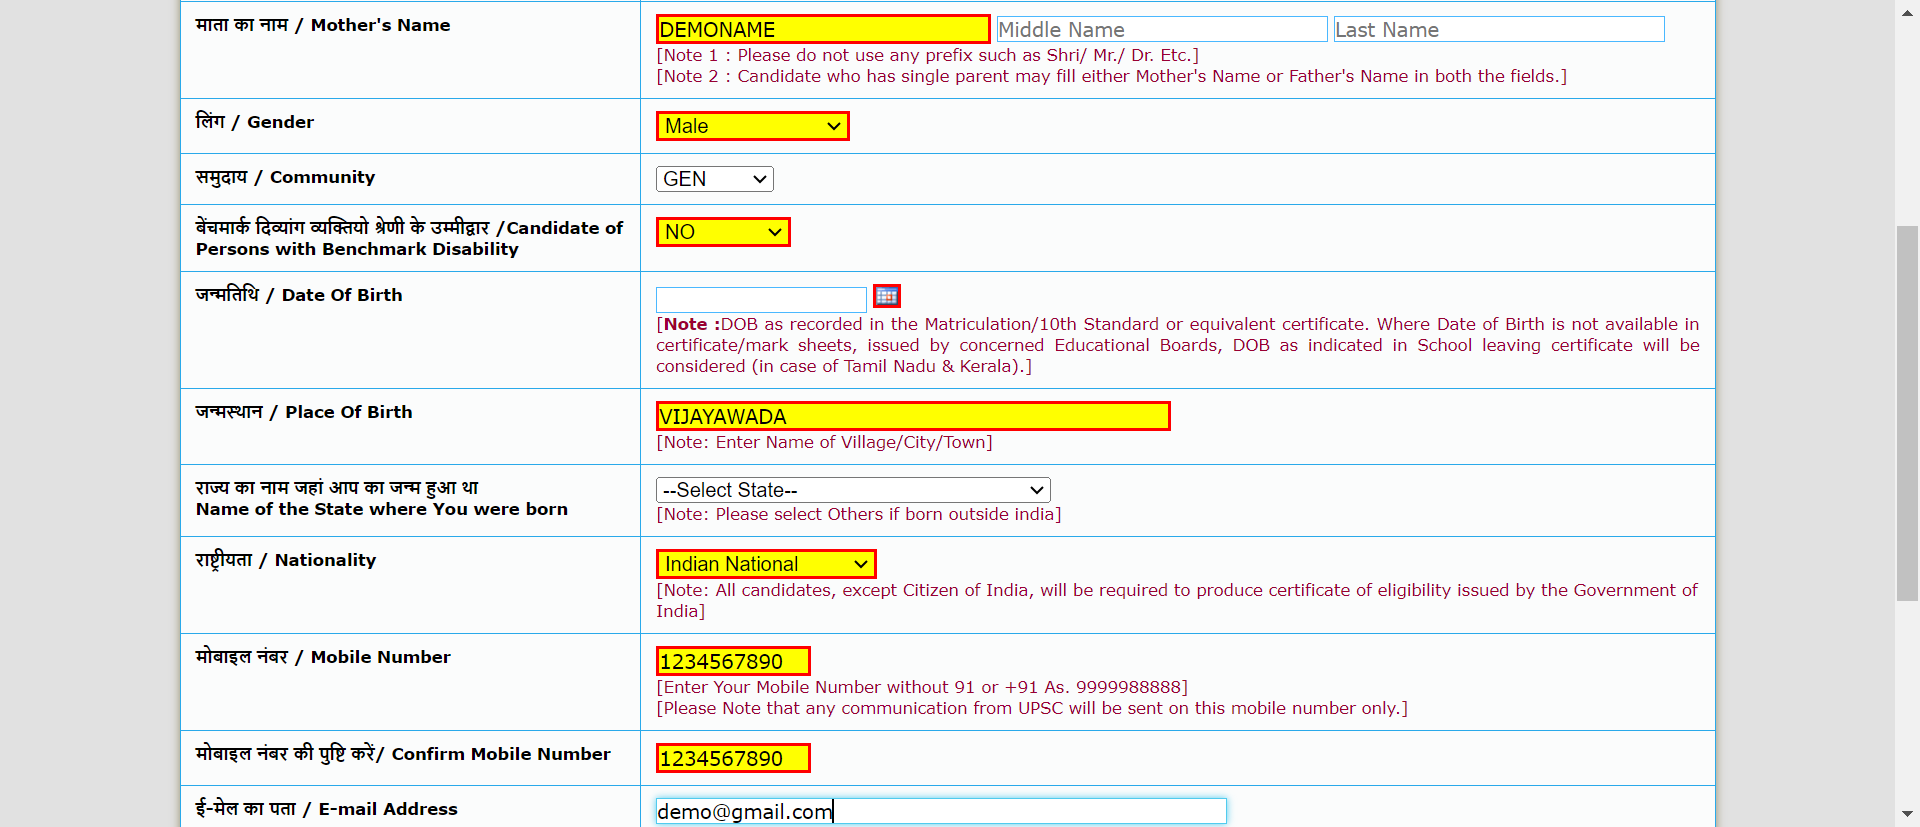 माता का नाम / Mother's Name
DEMONAME Middle Name Last Name
[Note 1 : Please do not use any prefix such as Shri/ Mr./ Dr. Etc.]
[Note 2 : Candidate who has single parent may fill either Mother's Name or Father's Name in both the fields.]
लिंग / Gender
Male
समुदाय / Community
GEN
बेंचमार्क दिव्यांग व्यक्तियो श्रेणी के उम्मीद्वार /Candidate of
Persons with Benchmark Disability
NO
जन्मतिथि / Date Of Birth
[Note :DOB as recorded in the Matriculation/10th Standard or equivalent certificate. Where Date of Birth is not available in
certificate/mark sheets, issued by concerned Educational Boards, DOB as indicated in School leaving certificate will be
considered (in case of Tamil Nadu & Kerala).]
जन्मस्थान / Place Of Birth
VIJAYAWADA
[Note: Enter Name of Village/City/Town]
राज्य का नाम जहां आप का जन्म हुआ था
Name of the State where You were born
--Select State--
[Note: Please select Others if born outside india]
राष्ट्रीयता / Nationality
Indian National
[Note: All candidates, except Citizen of India, will be required to produce certificate of eligibility issued by the Government of
India]
मोबाइल नंबर / Mobile Number
1234567890
[Enter Your Mobile Number without 91 or +91 As. 9999988888]
[Please Note that any communication from UPSC will be sent on this mobile number only.]
मोबाइल नंबर की पुष्टि करें/ Confirm Mobile Number
1234567890
ई-मेल का पता / E-mail Address
demo@gmail.com